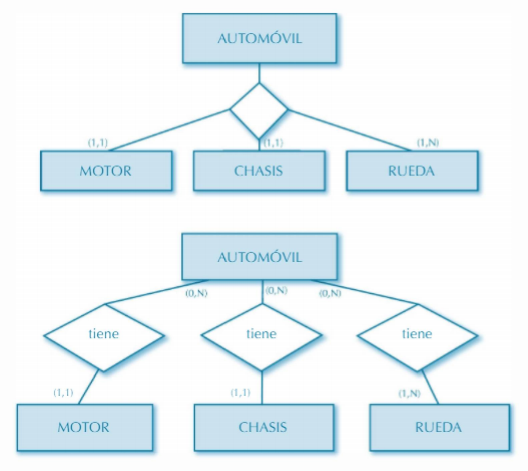 AUTOMÓVIL
(1,1) (1,1) (1,N)
MOTOR CHASIS RUEDA
AUTOMÓVIL
(0,N) (0,N) (0,N)
tiene tiene tiene
(1,1) (1,1) (1,N)
MOTOR CHASIS RUEDA